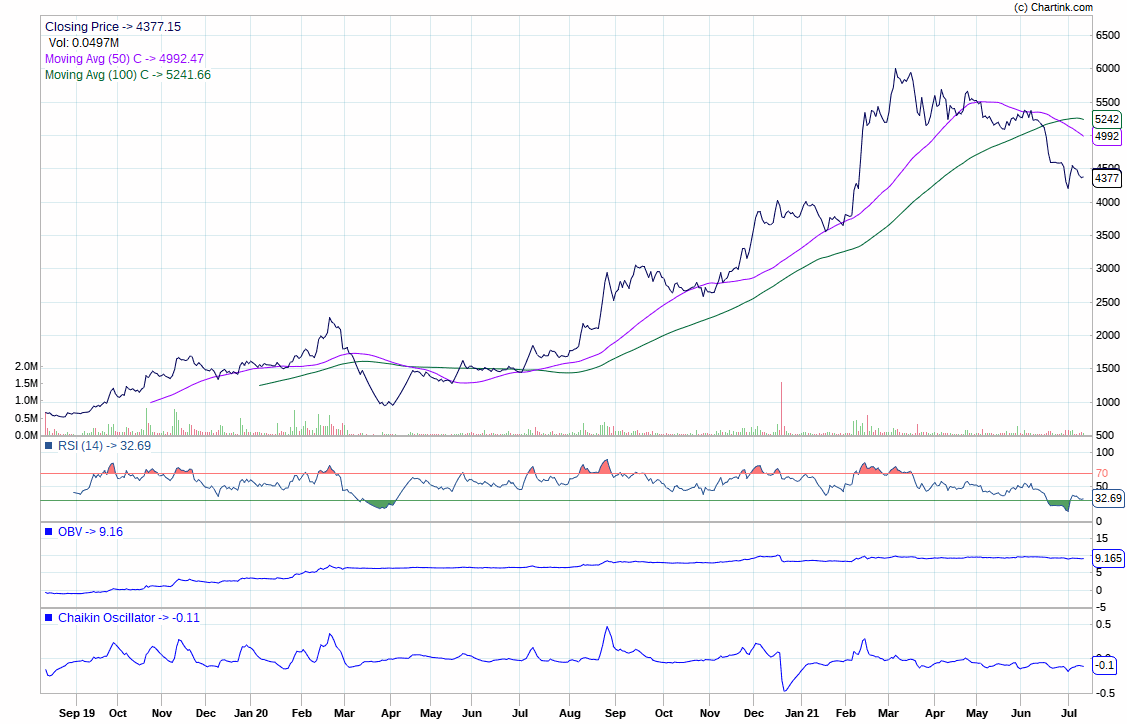 (c) Chartink.com
Closing Price -> 4377.15
Vol: 0.0497M
Moving Avg (50) C -> 4992.47
Moving Avg (100) C -> 5241.66
6500
6000
5500
5242
4992
4500
4377
4000
3500
3000
2500
2000
1500
1000
500
2.0M
1.5M
1.0M
0.5M
0.0M
RSI (14) -> 32.69
100
70
50
32.69
0
OBV -> 9.16
15
9.165
5
0
-5
Chaikin Oscillator -> -0.11
0.5
0.0
-0.1
-0.5
Sep 19 Oct Nov Dec Jan 20 Feb Mar Apr May Jun Jul Aug Sep Oct Nov Dec Jan 21 Feb Mar Apr May Jun Jul